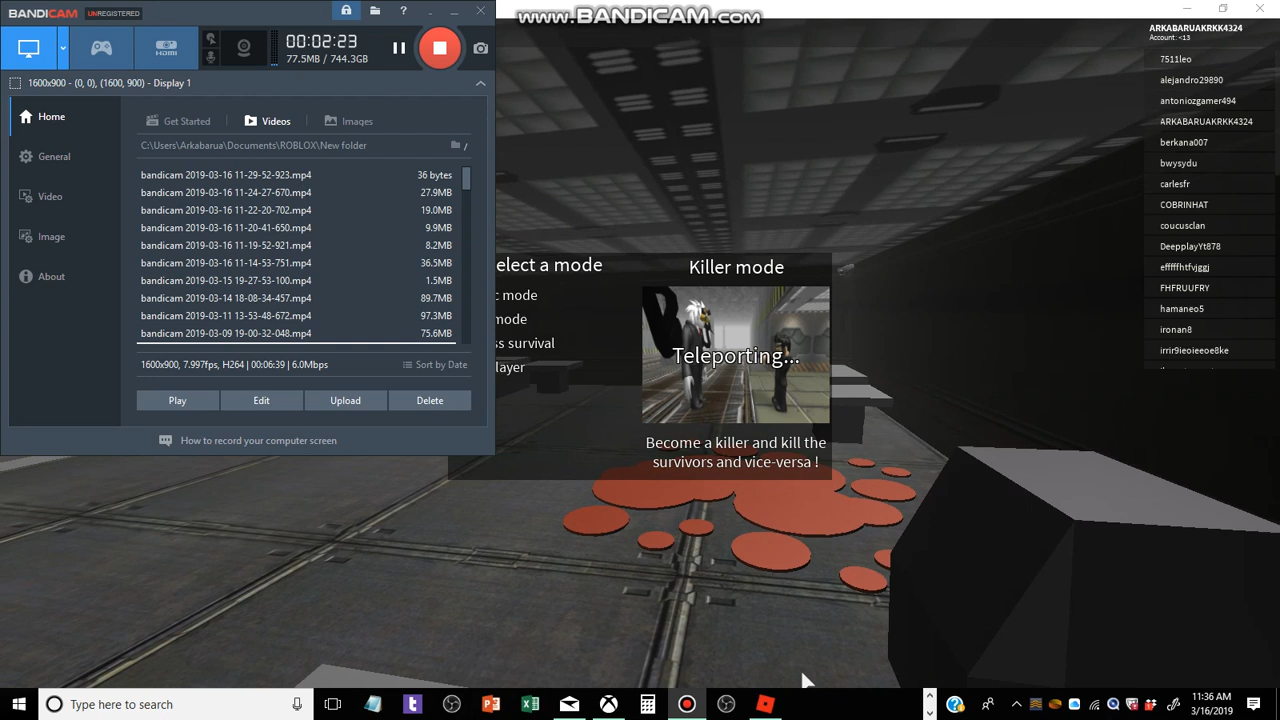 www.BANDICAM.com
BANDICAM UNREGISTERED
?
HDMI
00:02:23
77.5MB / 744.3GB
1600x900 - (0, 0), (1600, 900) - Display 1
Home
General
Video
Image
About
Get Started
Videos
Images
C:\Users\Arkabarua\Documents\ROBLOX\New folder
/
bandicam 2019-03-16 11-29-52-923.mp4 36 bytes
bandicam 2019-03-16 11-24-27-670.mp4 27.9MB
bandicam 2019-03-16 11-22-20-702.mp4 19.0MB
bandicam 2019-03-16 11-20-41-650.mp4 9.9MB
bandicam 2019-03-16 11-19-52-921.mp4 8.2MB
bandicam 2019-03-16 11-14-53-751.mp4 36.5MB
bandicam 2019-03-15 19-27-53-100.mp4 1.5MB
bandicam 2019-03-14 18-08-34-457.mp4 89.7MB
bandicam 2019-03-11 13-53-48-672.mp4 97.3MB
bandicam 2019-03-09 19-00-32-048.mp4 75.6MB
1600x900, 7.997fps, H264 | 00:06:39 | 6.0Mbps
Sort by Date
Play
Edit
Upload
Delete
How to record your computer screen
elect a mode
c mode
mode
ss survival
layer
Killer mode
Teleporting...
Become a killer and kill the
survivors and vice-versa !
ARKABARUAKRKK4324
Account: <13
7511leo
alejandro29890
antoniozgamer494
ARKABARUAKRKK4324
berkana007
bwysydu
carlesfr
COBRINHAT
coucusclan
DeepplayYt878
efffffhtfvjggj
FHFRUUFRY
hamaneo5
ironan8
irrir9ieoieeoe8ke
Type here to search
11:36 AM
3/16/2019